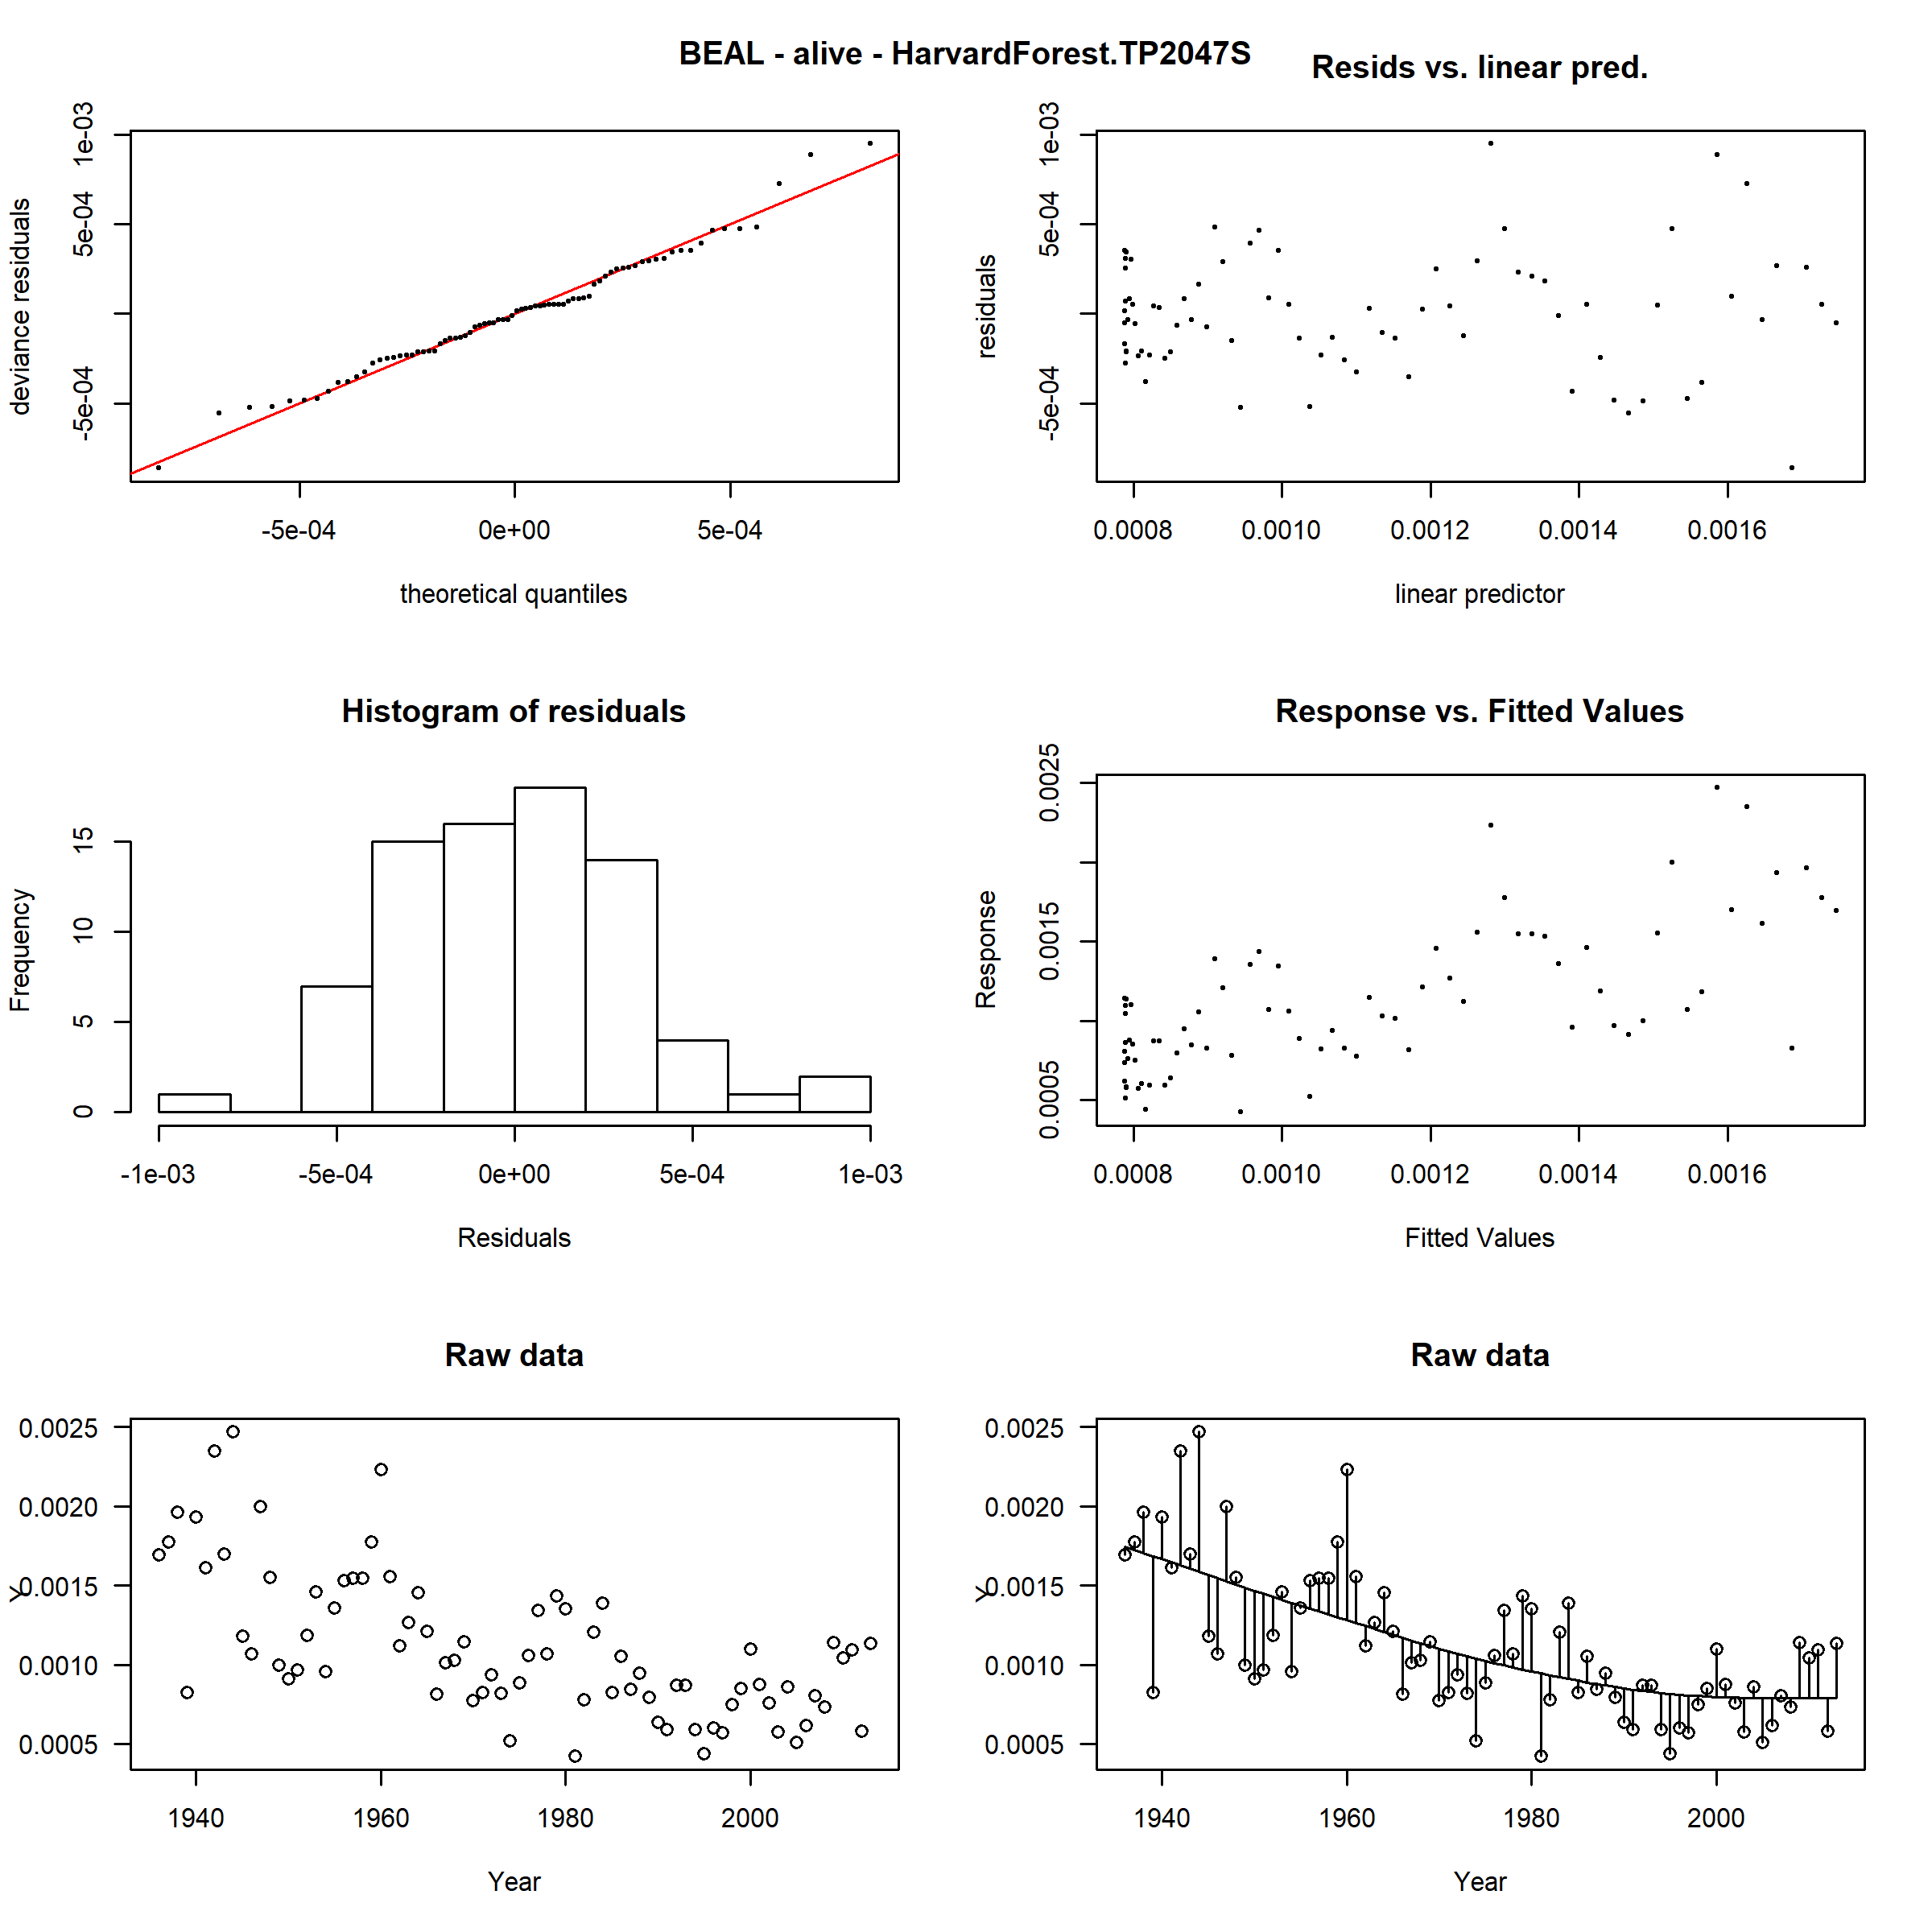 BEAL - alive - HarvardForest.TP2047S
Resids vs. linear pred.
deviance residuals
-5e-04 5e-04 1e-03
-5e-04 0e+00 5e-04
theoretical quantiles
residuals
-5e-04 5e-04 1e-03
0.0008 0.0010 0.0012 0.0014 0.0016
linear predictor
Histogram of residuals
Frequency
0 5 10 15
-1e-03 -5e-04 0e+00 5e-04 1e-03
Residuals
Response vs. Fitted Values
Response
0.0005 0.0015 0.0025
0.0008 0.0010 0.0012 0.0014 0.0016
Fitted Values
Raw data
Y
0.0025
0.0020
0.0015
0.0010
0.0005
1940 1960 1980 2000
Year
Raw data
Y
0.0025
0.0020
0.0015
0.0010
0.0005
1940 1960 1980 2000
Year